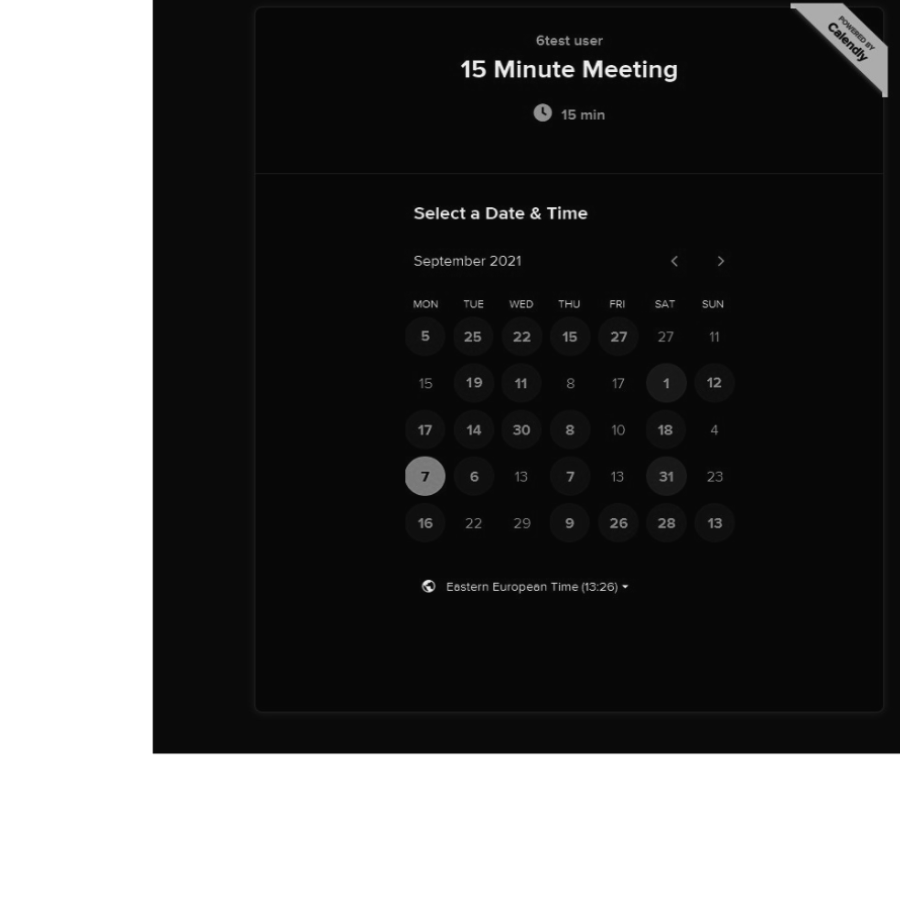 POWERED BY
Calendly
6test user
15 Minute Meeting
15 min
Select a Date & Time
September 2021
MON TUE WED THU FRI SAT SUN
5 25 22 15 27 27 11
15 19 11 8 17 1 12
17 14 30 8 10 18 4
7 6 13 7 13 31 23
16 22 29 9 26 28 13
Eastern European Time (13:26)